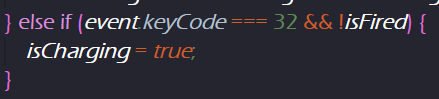 } else if (event.keyCode === 32 && !isFired) {
isCharging = true;
}